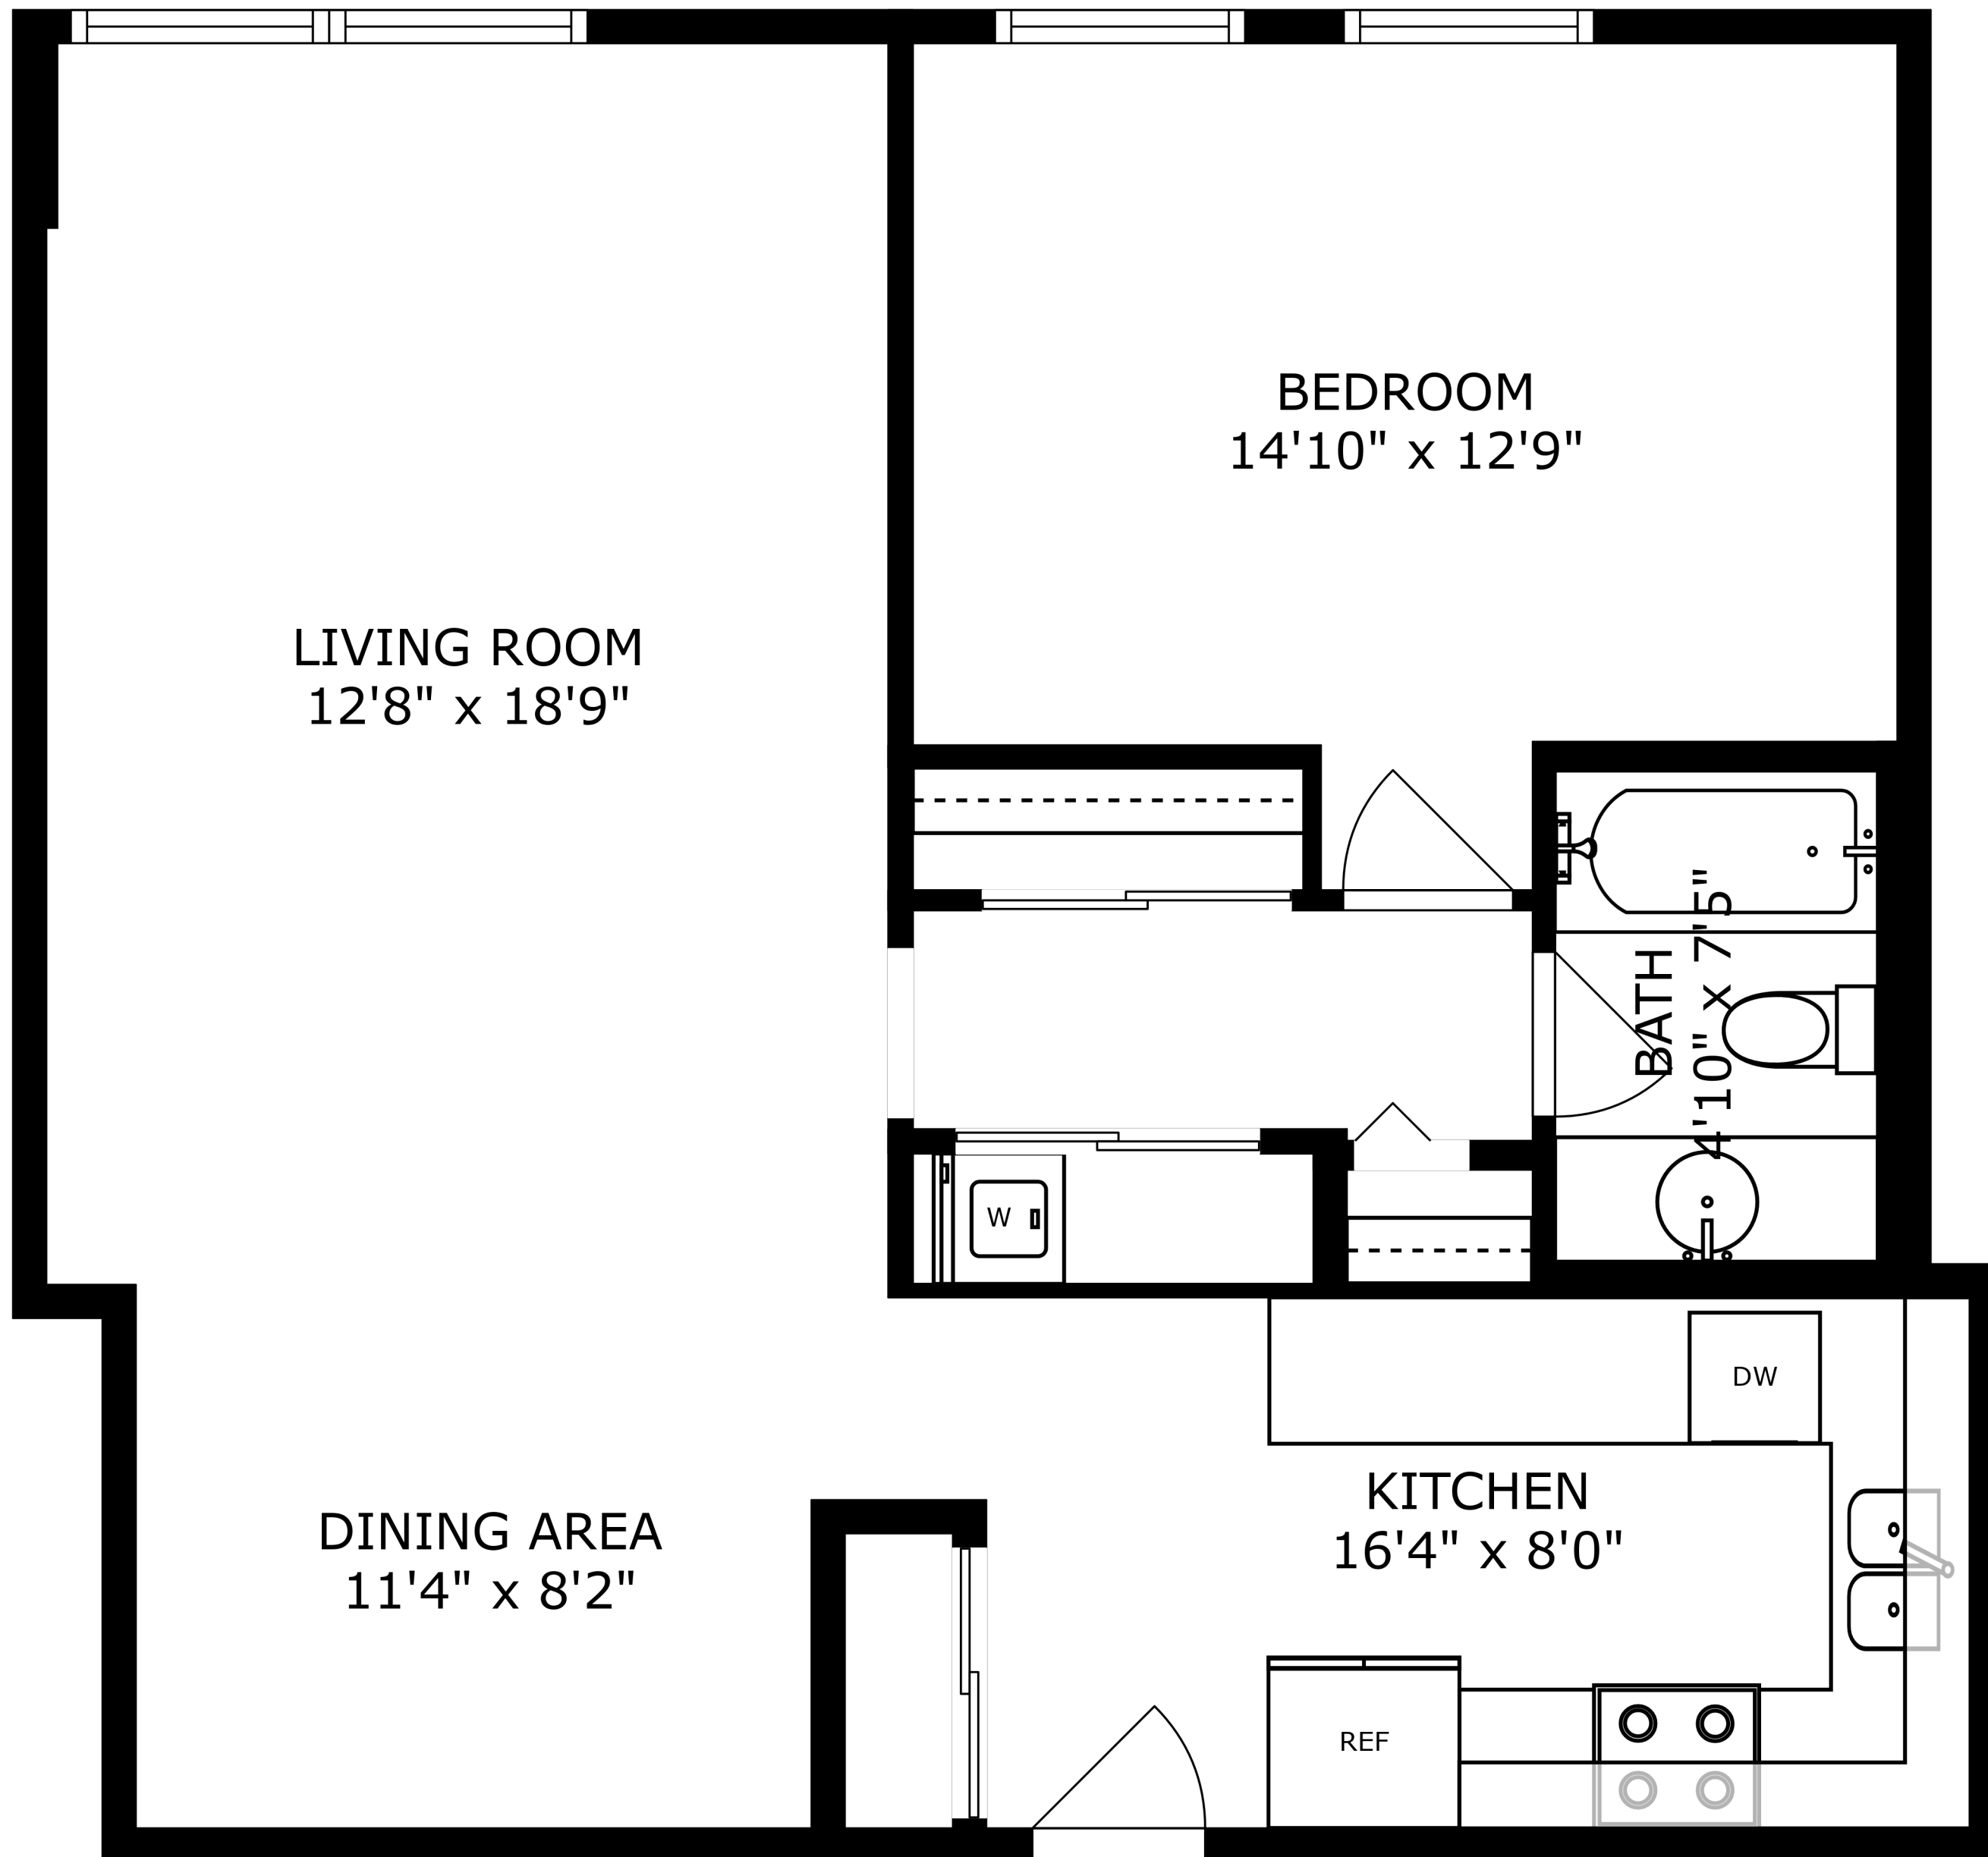 BEDROOM
14'10" x 12'9"
LIVING ROOM
12'8" x 18'9"
BATH
4'10" x 7'5"
W
DW
KITCHEN
16'4" x 8'0"
DINING AREA
11'4" x 8'2"
REF